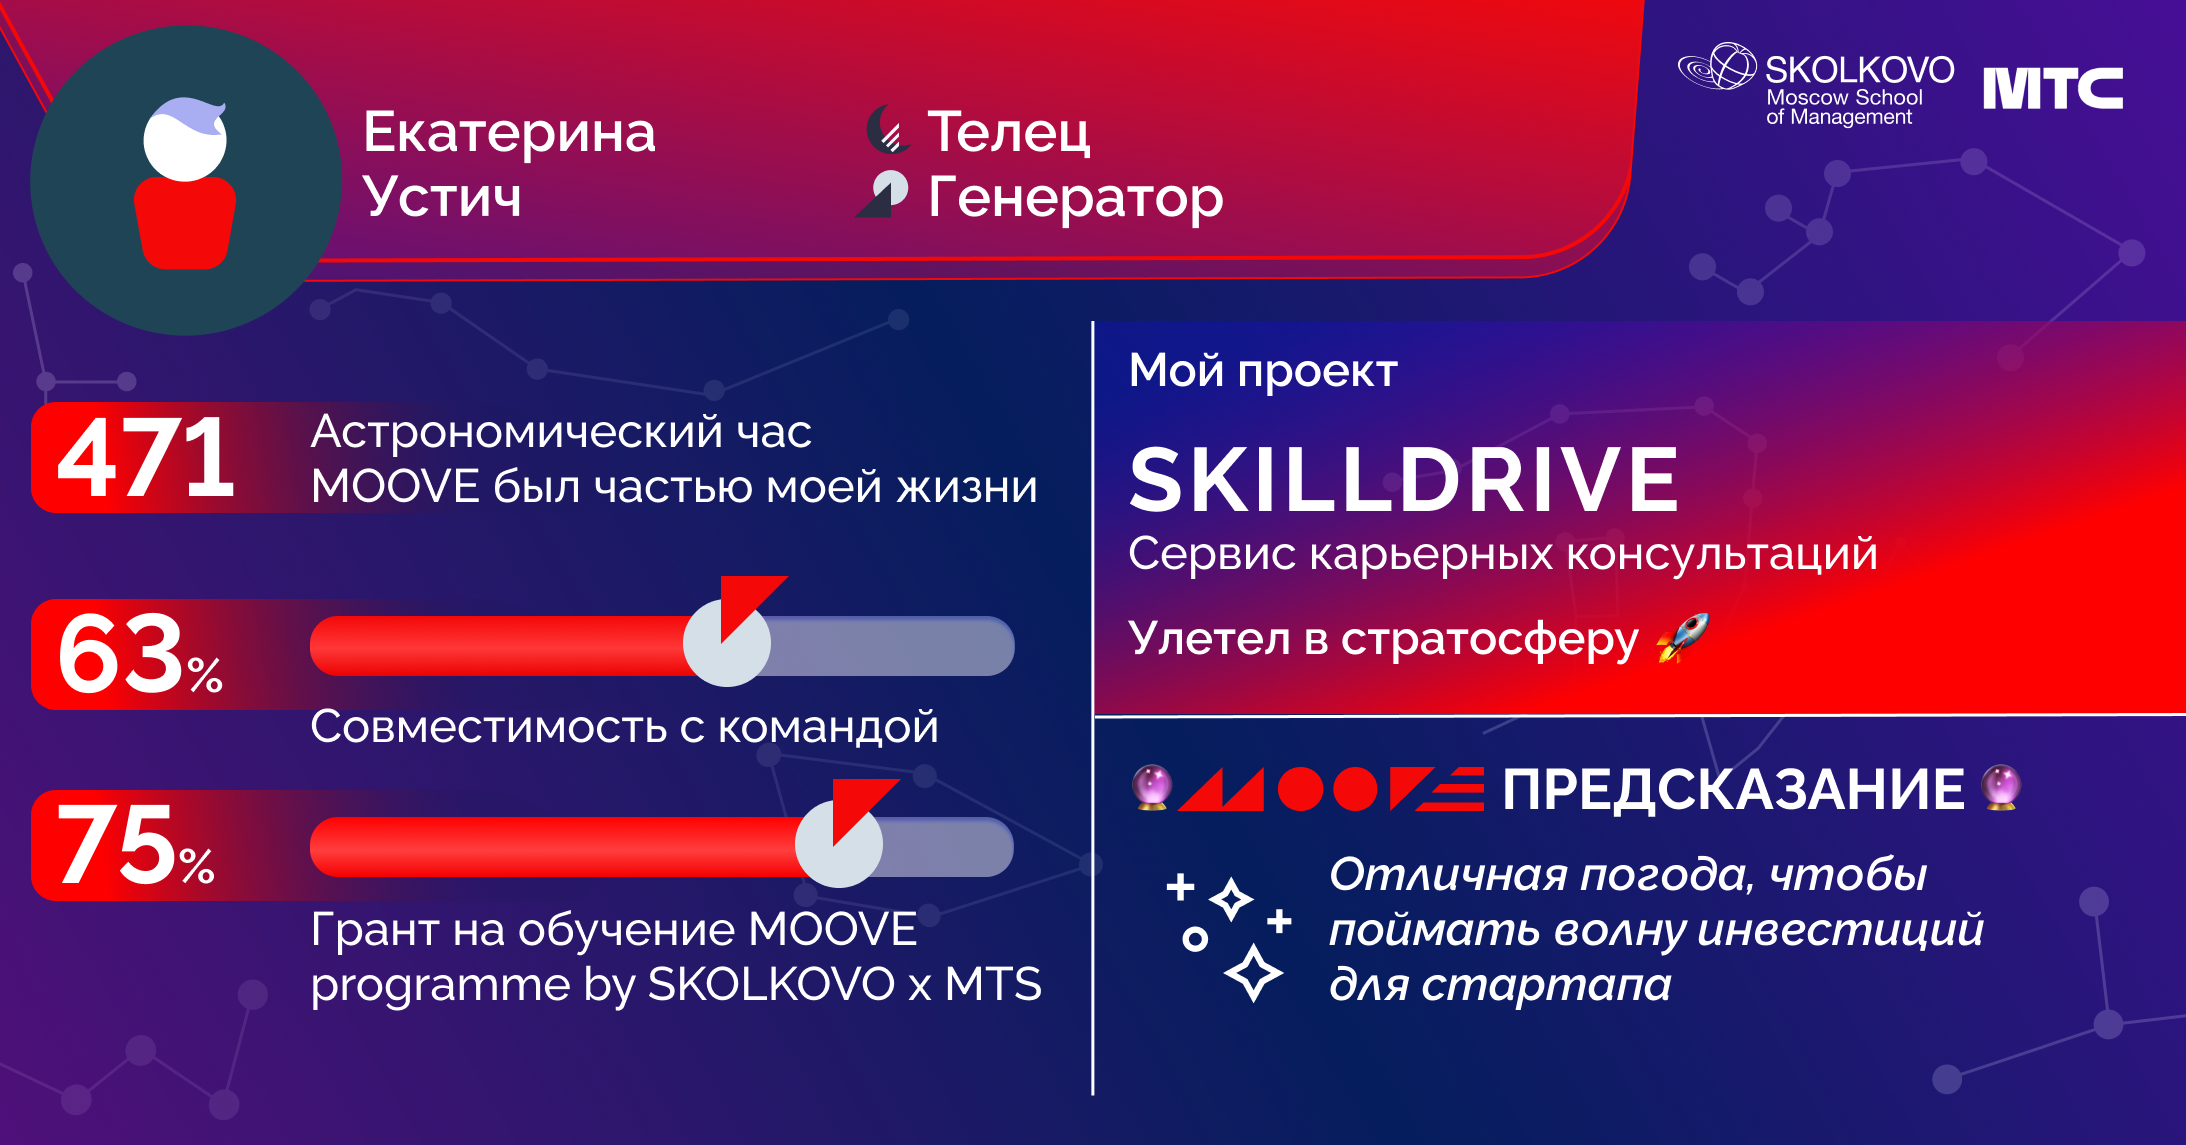 SKOLKOVO
Moscow School
of Management
МТС
Екатерина
Устич
Телец
Генератор
471
Астрономический час
MOOVE был частью моей жизни
63%
Совместимость с командой
75%
Грант на обучение MOOVE
programme by SKOLKOVO x MTS
Мой проект
SKILLDRIVE
Сервис карьерных консультаций
Улетел в стратосферу 🚀
🔮 MOOVE ПРЕДСКАЗАНИЕ 🔮
Отличная погода, чтобы
поймать волну инвестиций
для стартапа